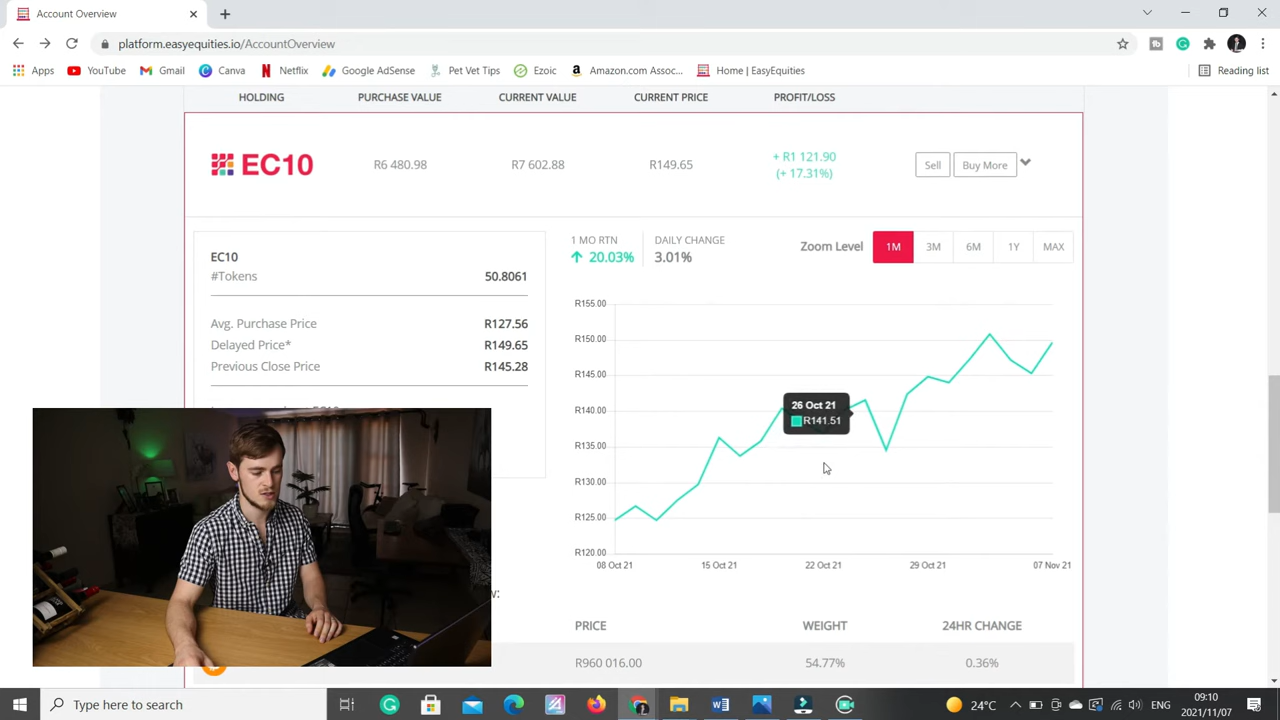 Account Overview
platform.easyequities.io/AccountOverview
Apps YouTube Gmail Canva Netflix Google AdSense Pet Vet Tips Ezoic Amazon.com Assoc... Home | EasyEquities Reading list
HOLDING PURCHASE VALUE CURRENT VALUE CURRENT PRICE PROFIT/LOSS
EC10 R6 480.98 R7 602.88 R149.65 + R1 121.90
(+ 17.31%)
Sell Buy More
EC10
#Tokens 50.8061
Avg. Purchase Price R127.56
Delayed Price* R149.65
Previous Close Price R145.28
1 MO RTN DAILY CHANGE
20.03% 3.01%
Zoom Level 1M 3M 6M 1Y MAX
R155.00
R150.00
R145.00
R140.00
R135.00
R130.00
R125.00
R120.00
26 Oct 21
R141.51
08 Oct 21 15 Oct 21 22 Oct 21 29 Oct 21 07 Nov 21
PRICE WEIGHT 24HR CHANGE
R960 016.00 54.77% 0.36%
Type here to search
24°C ENG 09:10
2021/11/07